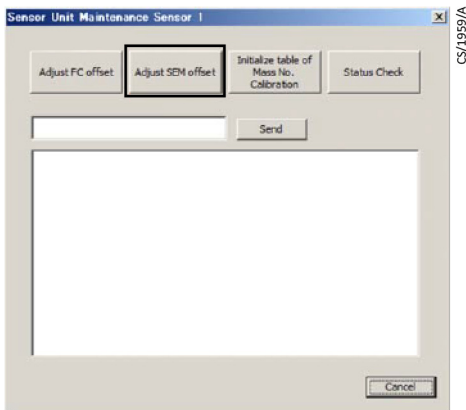 Sensor Unit Maintenance Sensor 1
Adjust FC offset
Adjust SEM offset
Initialize table of
Mass No.
Calibration
Status Check
Send
Cancel
CS/1959/A